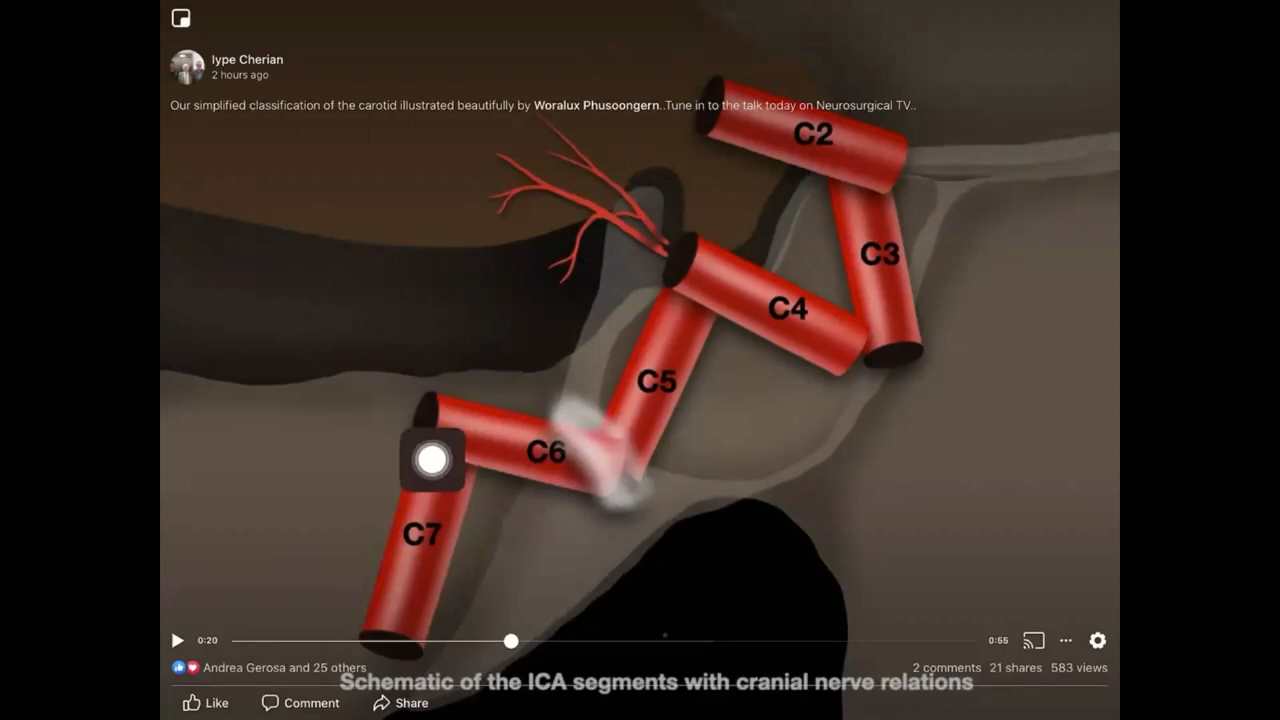 Iype Cherian
2 hours ago
Our simplified classification of the carotid illustrated beautifully by Woralux Phusoongern..Tune in to the talk today on Neurosurgical TV..
C2
C3
C4
C5
C6
C7
0:20
0:55
Andrea Gerosa and 25 others
2 comments 21 shares 583 views
Schematic of the ICA segments with cranial nerve relations
Like Comment Share